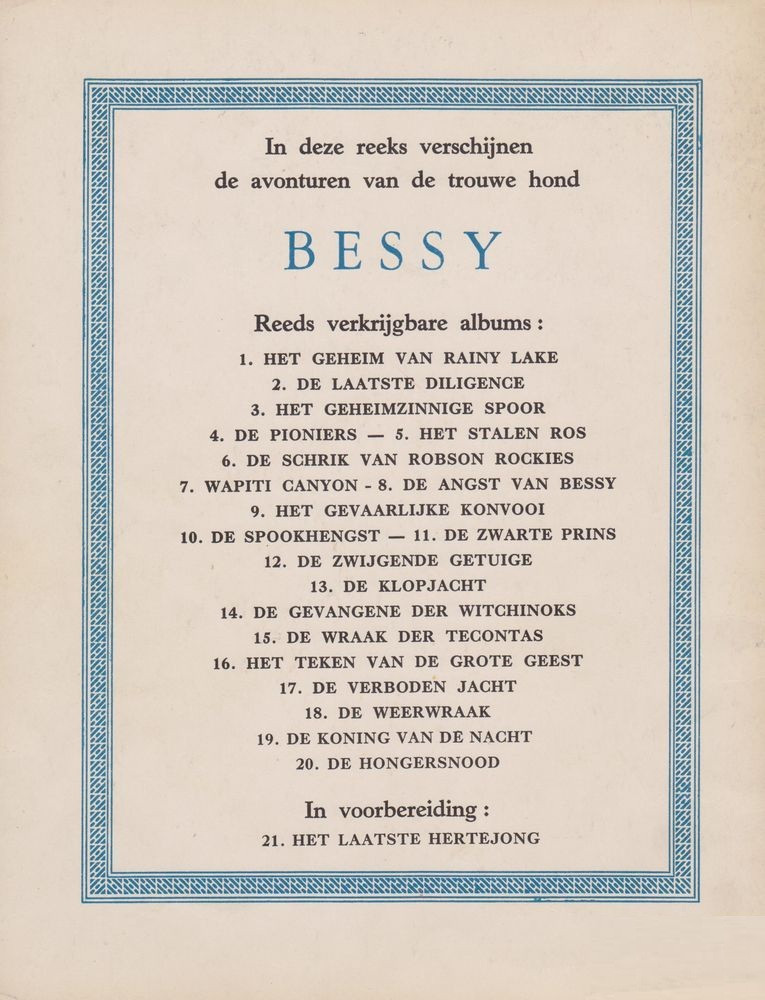 In deze reeks verschijnen
de avonturen van de trouwe hond
BESSY
Reeds verkrijgbare albums :
1. HET GEHEIM VAN RAINY LAKE
2. DE LAATSTE DILIGENCE
3. HET GEHEIMZINNIGE SPOOR
4. DE PIONIERS — 5. HET STALEN ROS
6. DE SCHRIK VAN ROBSON ROCKIES
7. WAPITI CANYON - 8. DE ANGST VAN BESSY
9. HET GEVAARLIJKE KONVOOI
10. DE SPOOKHENGST — 11. DE ZWARTE PRINS
12. DE ZWIJGENDE GETUIGE
13. DE KLOPJACHT
14. DE GEVANGENE DER WITCHINOKS
15. DE WRAAK DER TECONTAS
16. HET TEKEN VAN DE GROTE GEEST
17. DE VERBODEN JACHT
18. DE WEERWRAAK
19. DE KONING VAN DE NACHT
20. DE HONGERSNOOD
In voorbereiding :
21. HET LAATSTE HERTEJONG